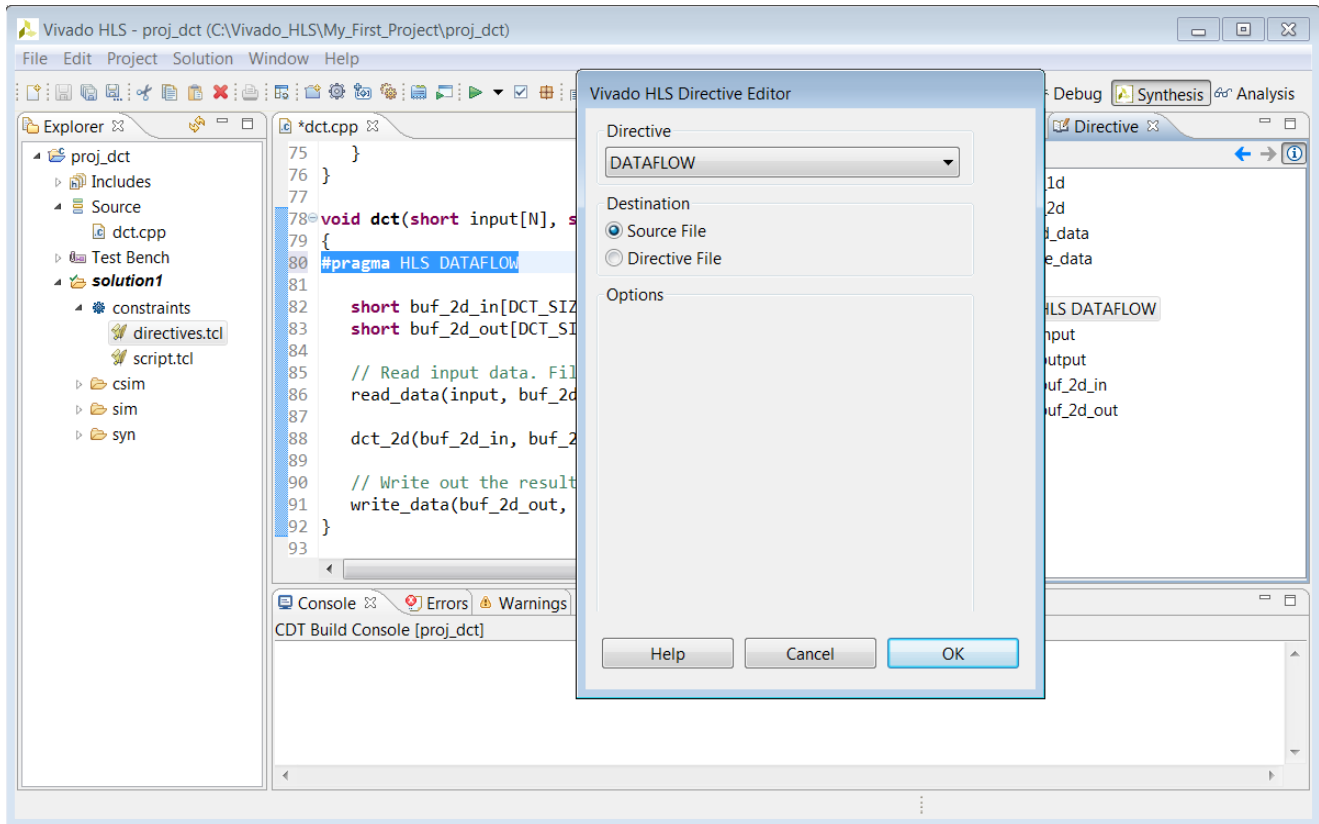 Vivado HLS - proj_dct (C:\Vivado_HLS\My_First_Project\proj_dct)
File Edit Project Solution Window Help
Debug Synthesis Analysis
Explorer
proj_dct
Includes
Source
dct.cpp
Test Bench
solution1
constraints
directives.tcl
script.tcl
csim
sim
syn
*dct.cpp
75 }
76 }
77
78 void dct(short input[N], s
79 {
80 #pragma HLS DATAFLOW
81
82 short buf_2d_in[DCT_SIZ
83 short buf_2d_out[DCT_SI
84
85 // Read input data. Fil
86 read_data(input, buf_2d
87
88 dct_2d(buf_2d_in, buf_2
89
90 // Write out the result
91 write_data(buf_2d_out,
92 }
93
Vivado HLS Directive Editor
Directive
DATAFLOW
Destination
Source File
Directive File
Options
Help Cancel OK
Directive
_1d
_2d
d_data
e_data
HLS DATAFLOW
nput
output
uf_2d_in
uf_2d_out
Console Errors Warnings
CDT Build Console [proj_dct]